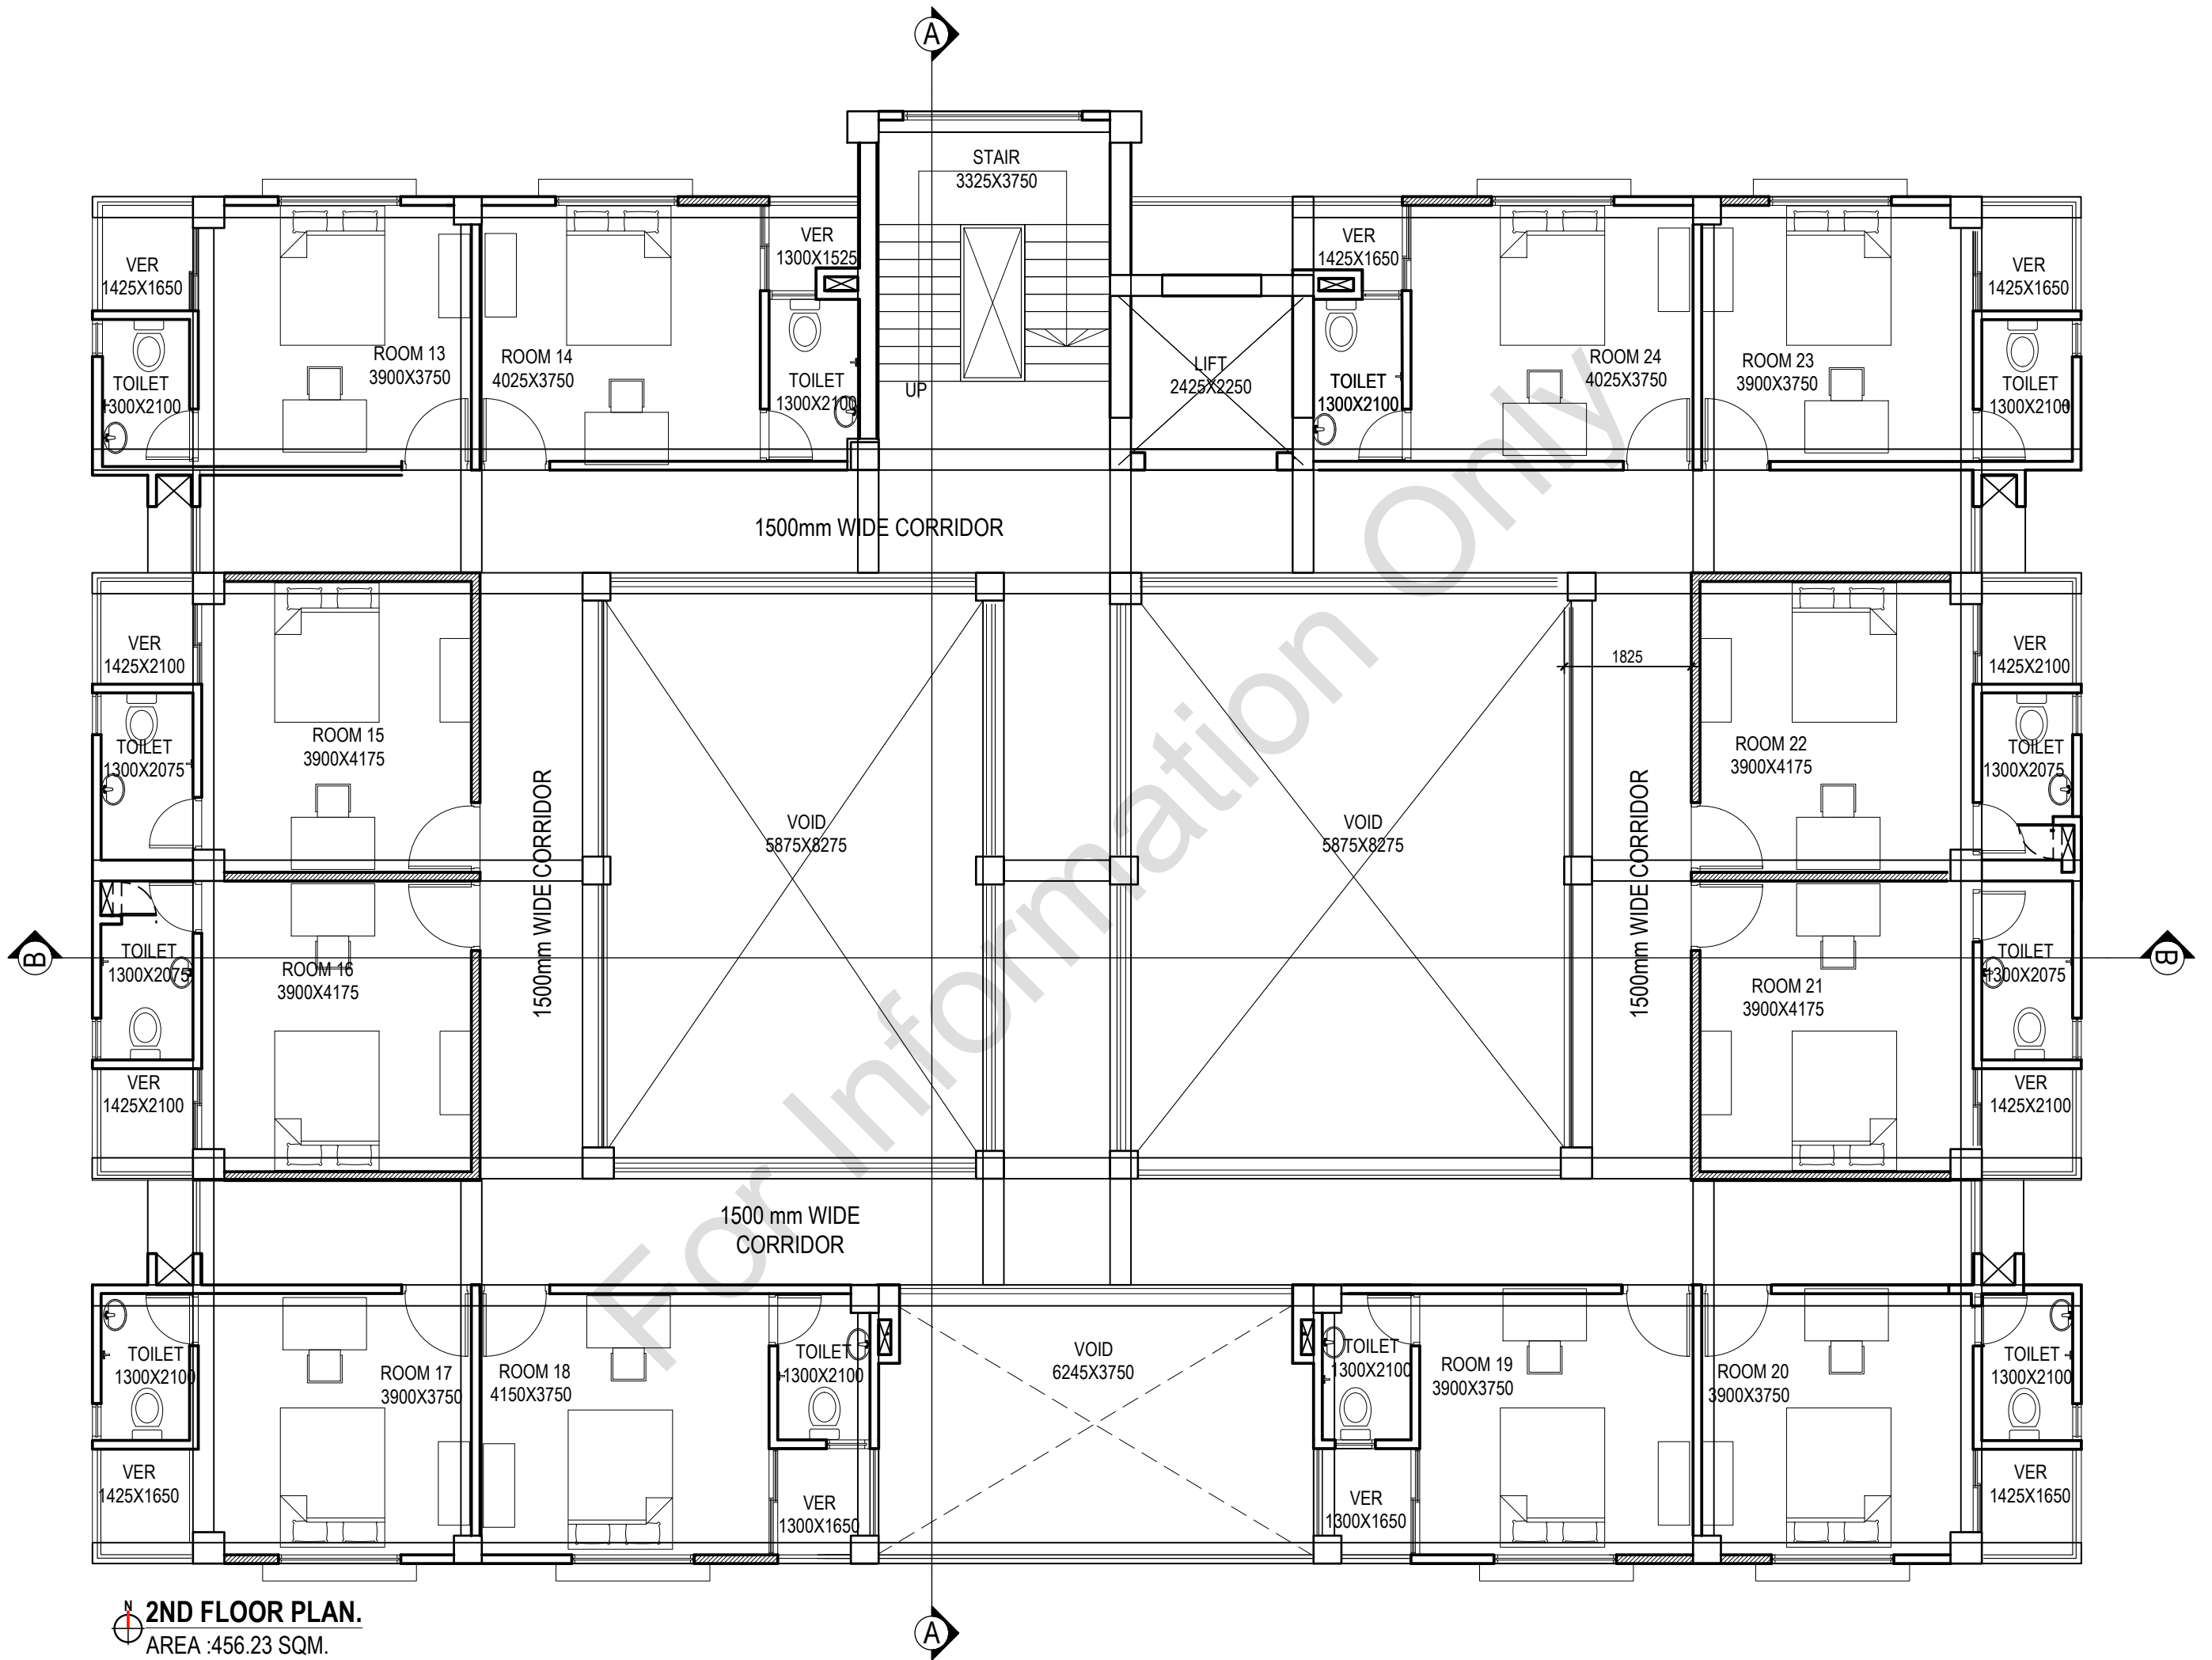 A
STAIR
3325X3750
VER
1425X1650
VER
1300X1525
VER
1425X1650
VER
1425X1650
ROOM 13
3900X3750
ROOM 14
4025X3750
TOILET
1300X2100
TOILET
1300X2100
UP
LIFT
2425X2250
TOILET
1300X2100
ROOM 24
4025X3750
ROOM 23
3900X3750
TOILET
1300X2100
1500mm WIDE CORRIDOR
VER
1425X2100
1825
VER
1425X2100
ROOM 15
3900X4175
TOILET
1300X2075
ROOM 22
3900X4175
TOILET
1300X2075
1500mm WIDE CORRIDOR
VOID
5875X8275
VOID
5875X8275
1500mm WIDE CORRIDOR
B
TOILET
1300X2075
ROOM 16
3900X4175
ROOM 21
3900X4175
TOILET
1300X2075
B
VER
1425X2100
VER
1425X2100
For Information Only
1500 mm WIDE
CORRIDOR
TOILET
1300X2100
ROOM 17
3900X3750
ROOM 18
4150X3750
TOILET
1300X2100
VOID
6245X3750
TOILET
1300X2100
ROOM 19
3900X3750
ROOM 20
3900X3750
TOILET
1300X2100
VER
1425X1650
VER
1300X1650
VER
1300X1650
VER
1425X1650
N
2ND FLOOR PLAN.
AREA :456.23 SQM.
A